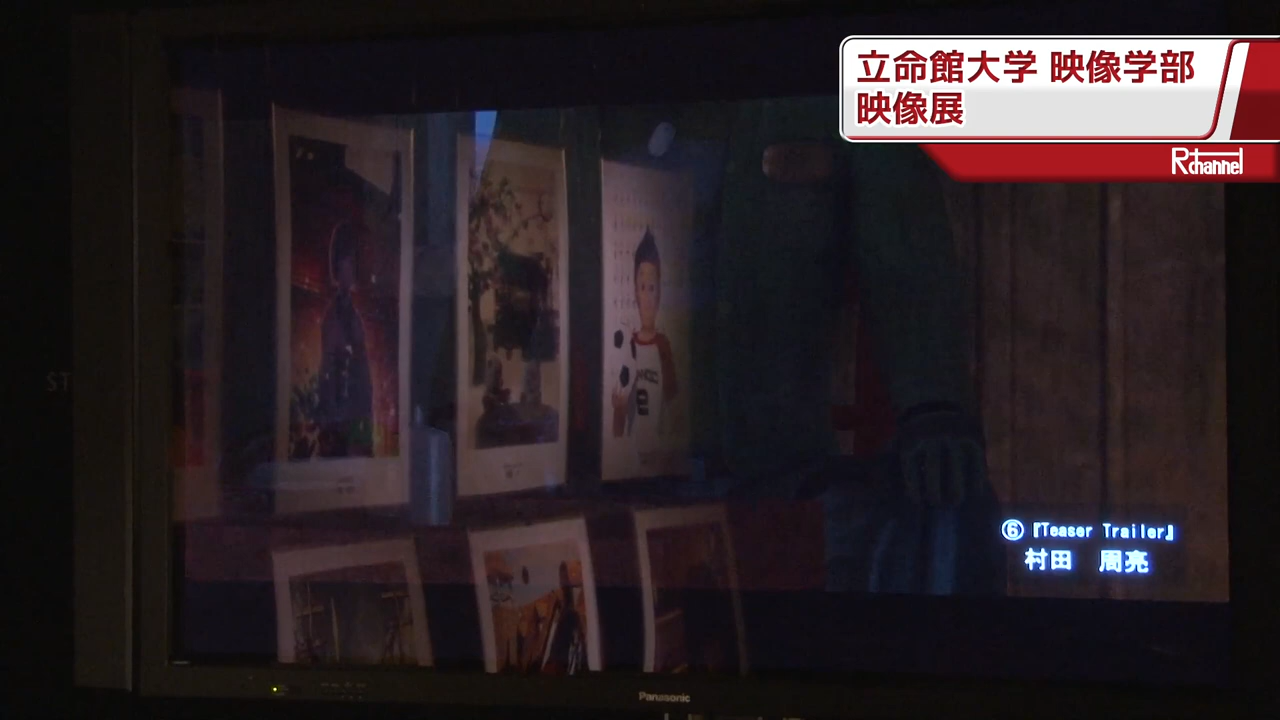 立命館大学 映像学部
映像展
Rchannel
ST
⑥『Teaser Trailer』
村田 周亮
Panasonic